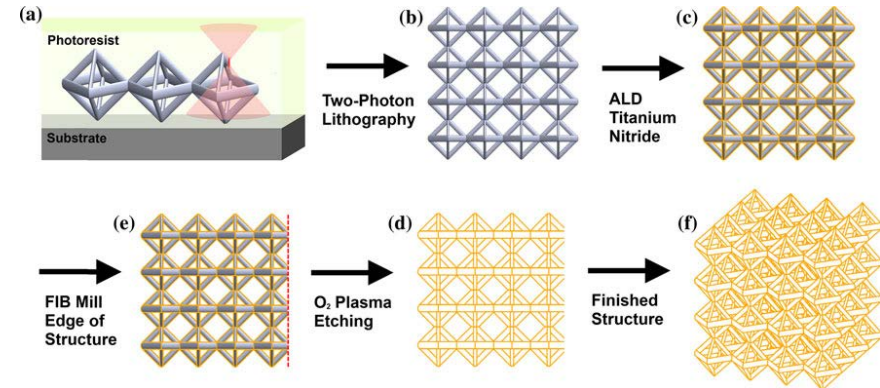 (a)
Photoresist
Substrate
Two-Photon
Lithography
(b)
ALD
Titanium
Nitride
(c)
FIB Mill
Edge of
Structure
(e)
O₂ Plasma
Etching
(d)
Finished
Structure
(f)